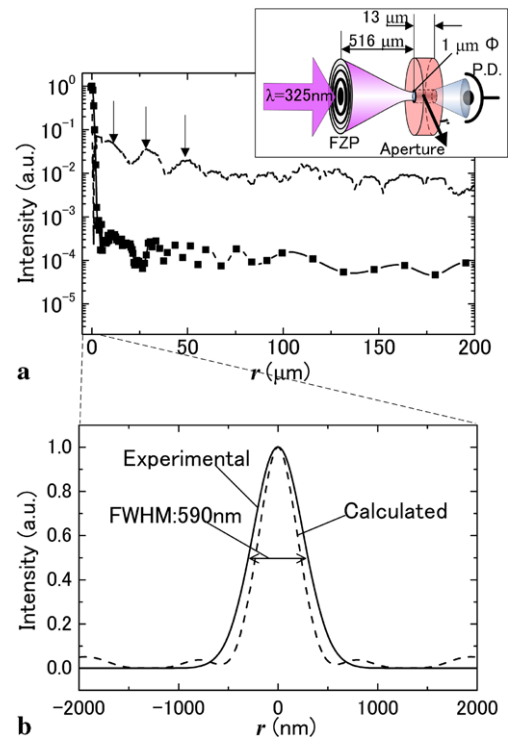 13 μm
516 μm
1 μm Φ
P.D.
λ=325nm
FZP
Aperture
10⁰
10⁻¹
10⁻²
10⁻³
10⁻⁴
10⁻⁵
Intensity (a.u.)
0 50 100 150 200
r (μm)
a
1.0
0.8
0.6
0.4
0.2
0.0
Intensity (a.u.)
Experimental
FWHM:590nm
Calculated
−2000 −1000 0 1000 2000
r (nm)
b